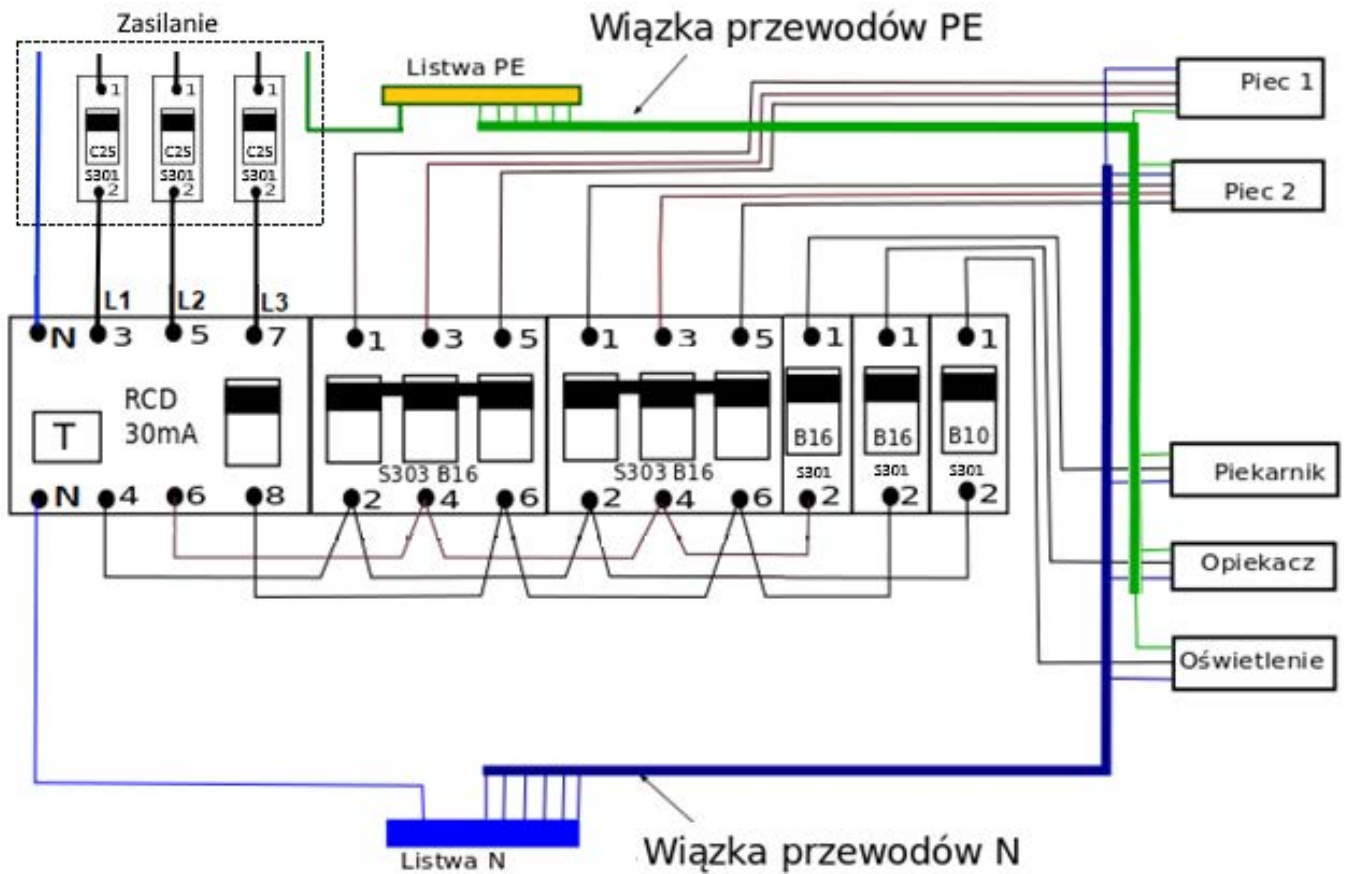 Zasilanie
Wiązka przewodów PE
Listwa PE
1 1 1
C25 C25 C25
S301 S301 S301
2 2 2
Piec 1
Piec 2
L1 L2 L3
N 3 5 7 1 3 5 1 3 5 1 1 1
RCD
30mA
T
B16 B16 B10
S303 B16 S303 B16 S301 S301 S301
N 4 6 8 2 4 6 2 4 6 2 2 2
Piekarnik
Opiekacz
Oświetlenie
Wiązka przewodów N
Listwa N